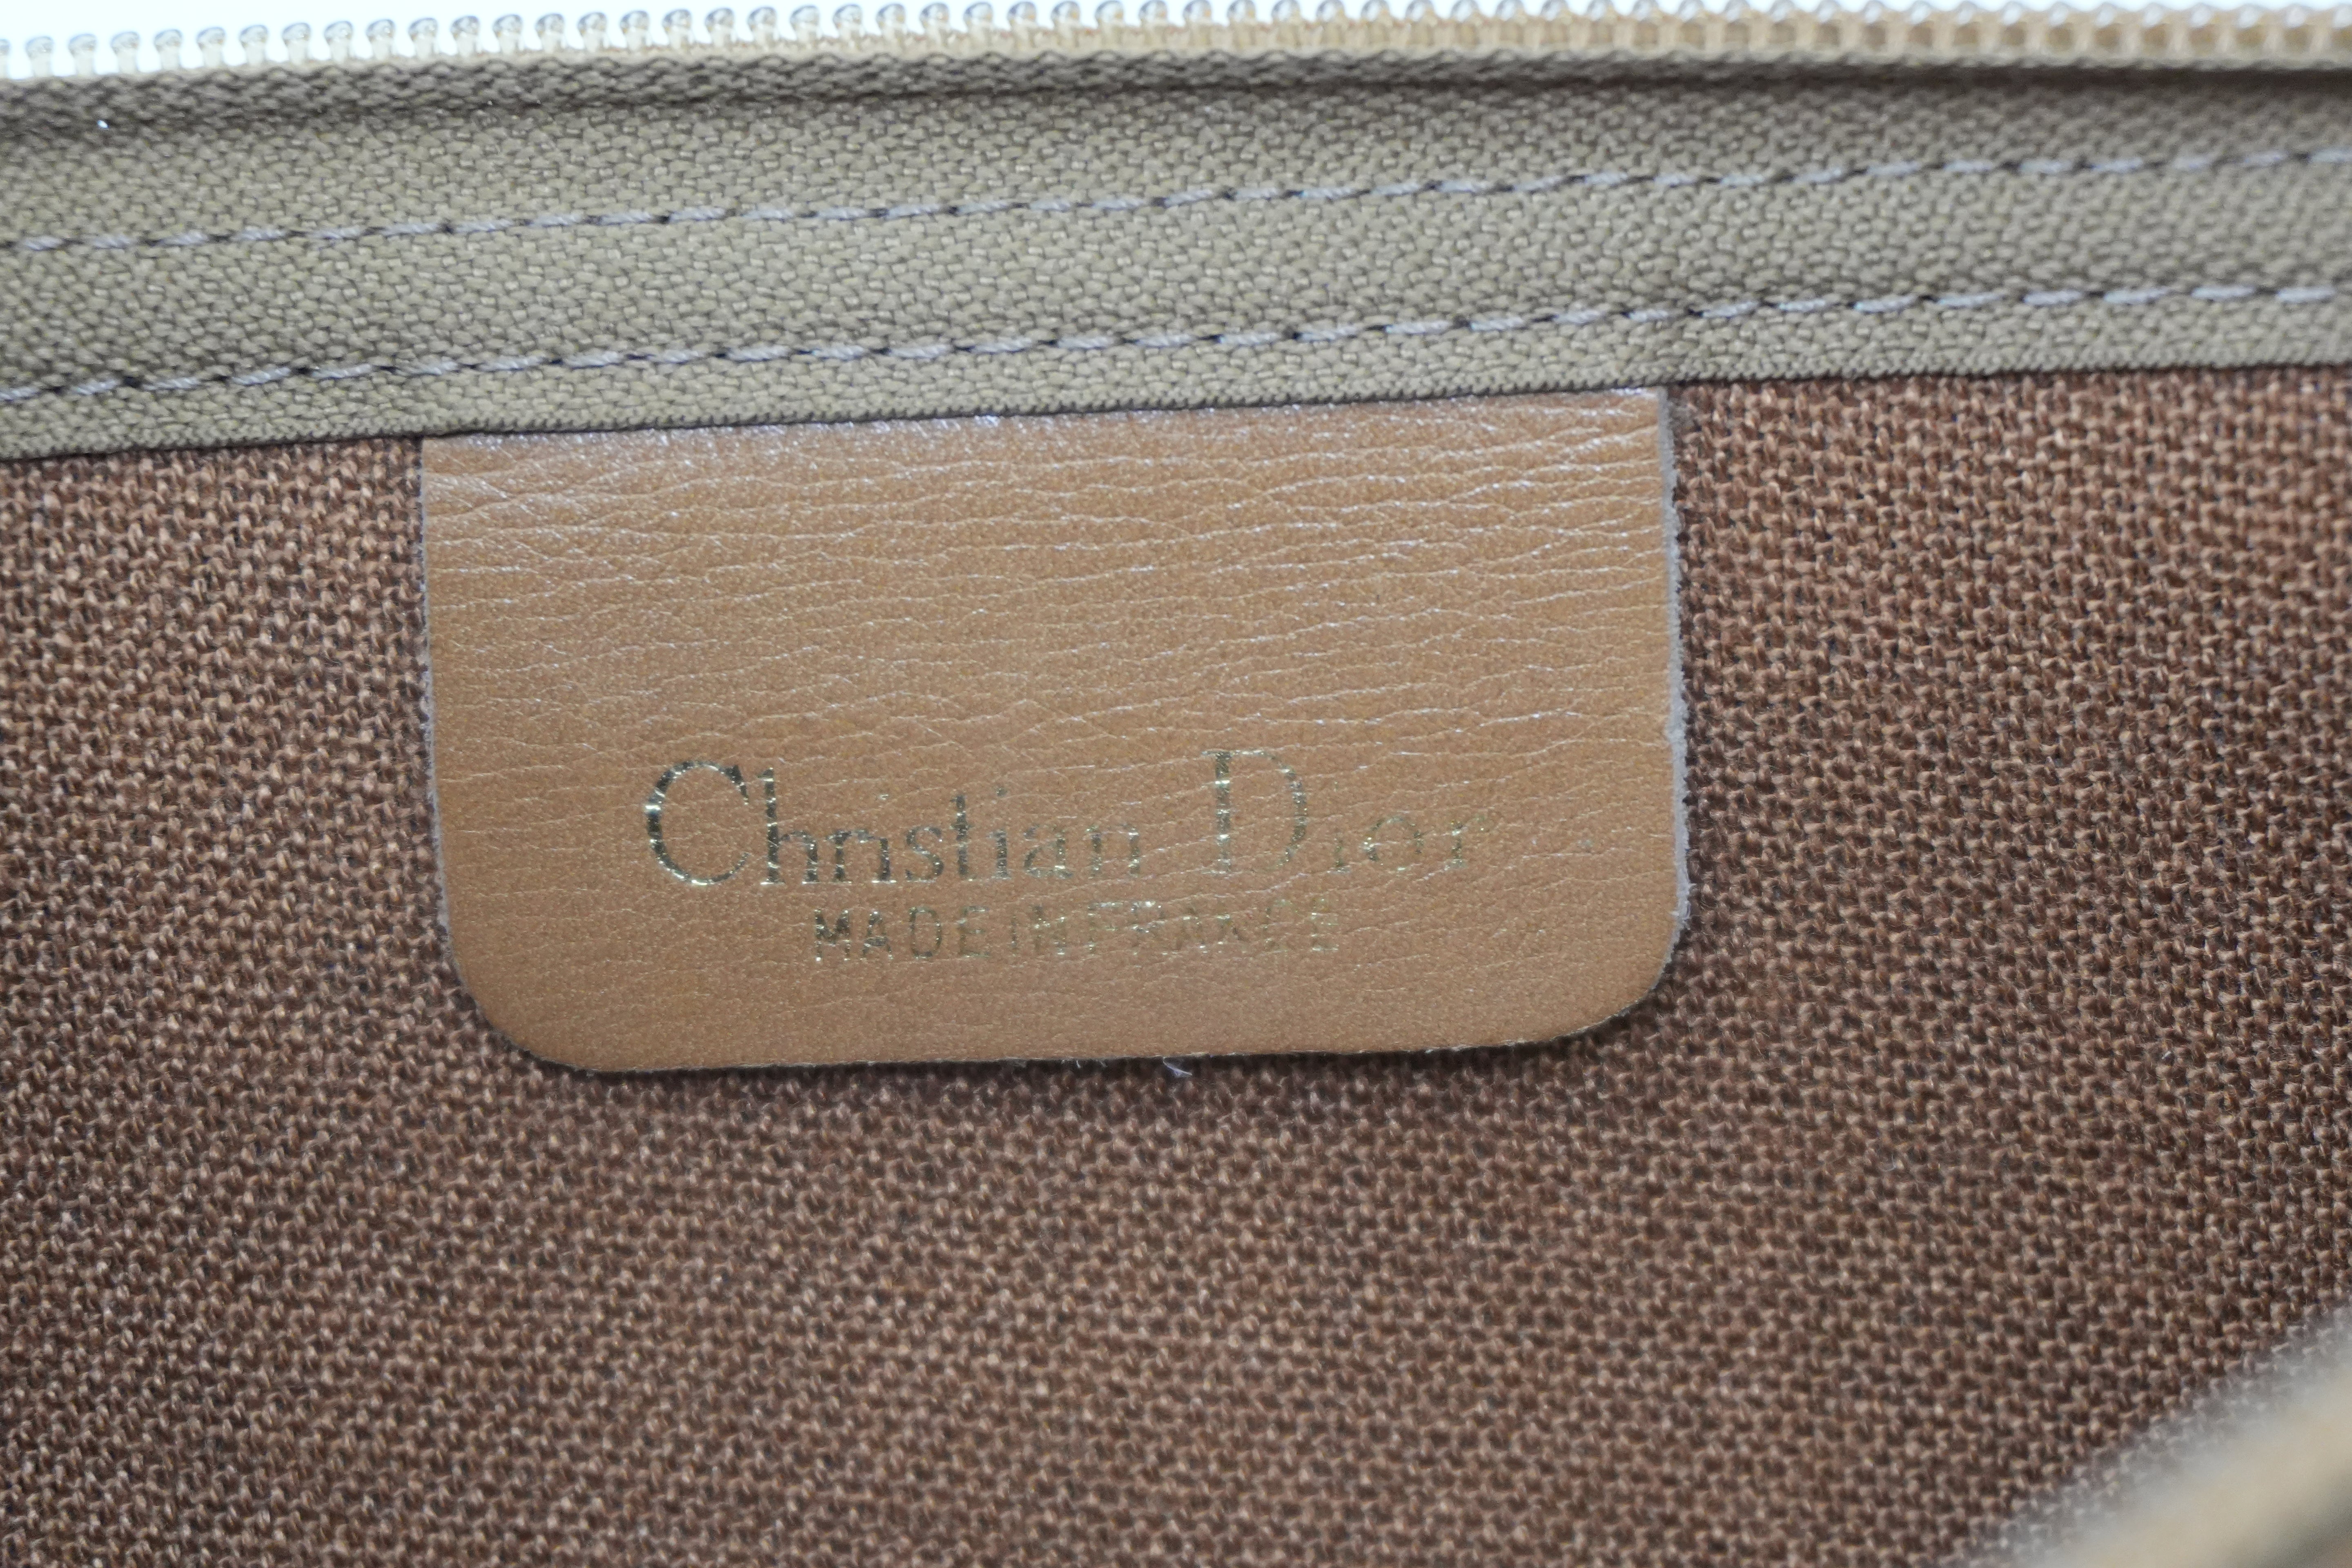 Christian Dior
MADE IN FRANCE